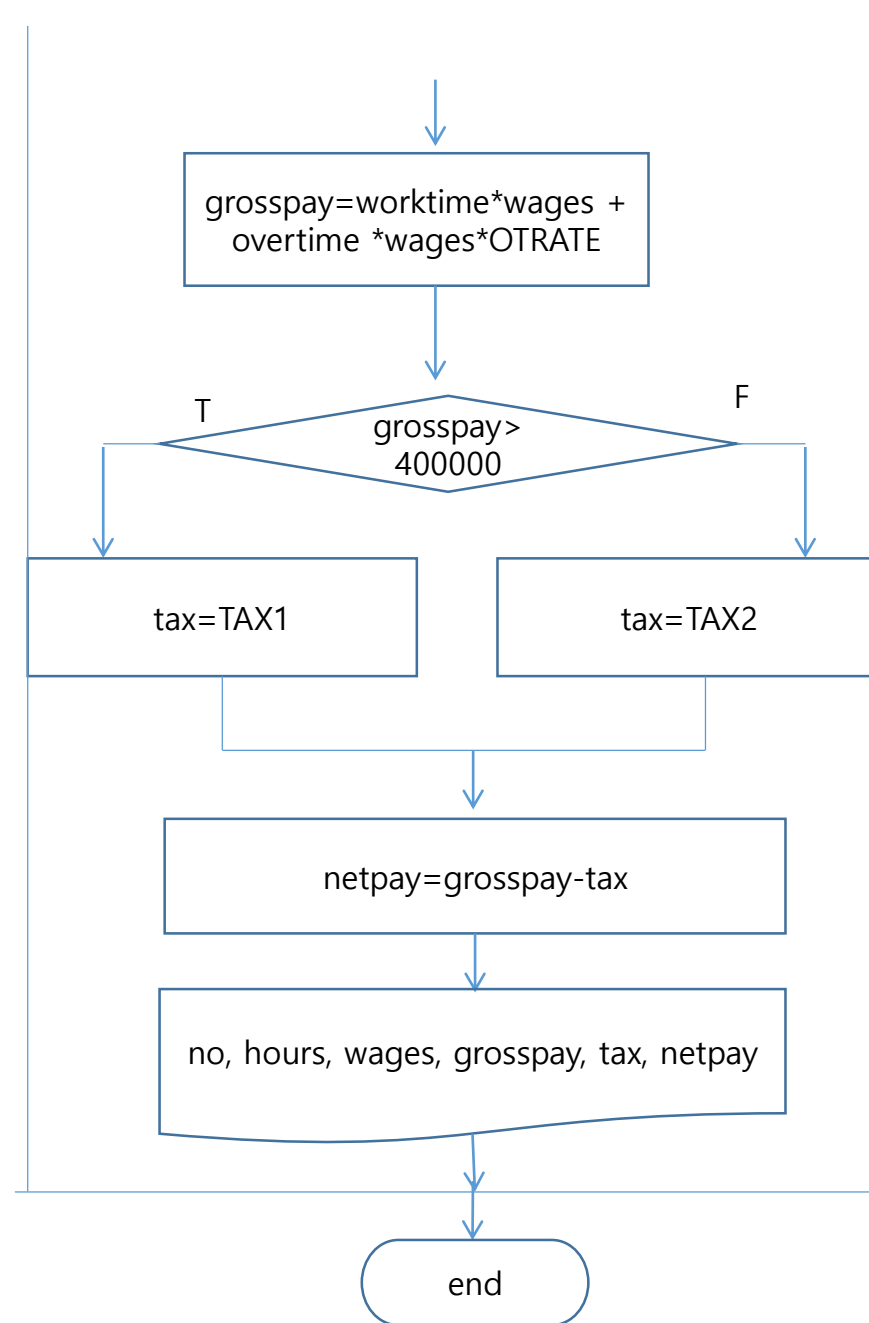 grosspay=worktime*wages +
overtime *wages*OTRATE
T
F
grosspay>
400000
tax=TAX1
tax=TAX2
netpay=grosspay-tax
no, hours, wages, grosspay, tax, netpay
end